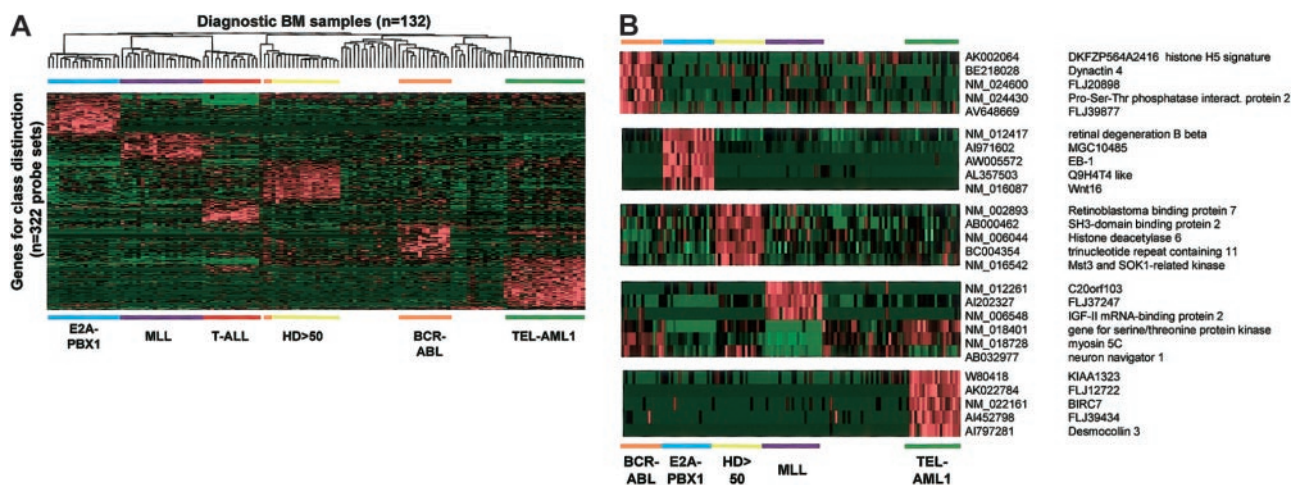 A
Diagnostic BM samples (n=132)
Genes for class distinction
(n=322 probe sets)
E2A-
PBX1
MLL
T-ALL
HD>50
BCR-
ABL
TEL-AML1
B
AK002064 DKFZP564A2416 histone H5 signature
BE218028 Dynactin 4
NM_024600 FLJ20898
NM_024430 Pro-Ser-Thr phosphatase interact. protein 2
AV648669 FLJ39877
NM_012417 retinal degeneration B beta
AI971602 MGC10485
AW005572 EB-1
AL357503 Q9H4T4 like
NM_016087 Wnt16
NM_002893 Retinoblastoma binding protein 7
AB000462 SH3-domain binding protein 2
NM_006044 Histone deacetylase 6
BC004354 trinucleotide repeat containing 11
NM_016542 Mst3 and SOK1-related kinase
NM_012261 C20orf103
AI202327 FLJ37247
NM_006548 IGF-II mRNA-binding protein 2
NM_018401 gene for serine/threonine protein kinase
NM_018728 myosin 5C
AB032977 neuron navigator 1
W80418 KIAA1323
AK022784 FLJ12722
NM_022161 BIRC7
AI452798 FLJ39434
AI797281 Desmocollin 3
BCR-
ABL
E2A-
PBX1
HD>
50
MLL
TEL-
AML1